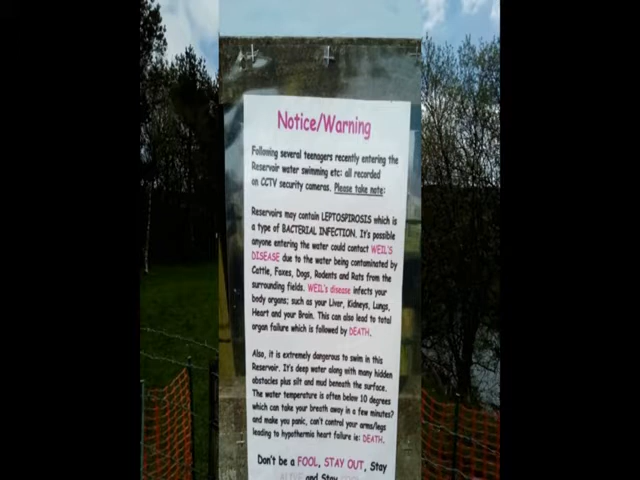 Notice/Warning
Following several teenagers recently entering the
Reservoir water swimming etc: all recorded
on CCTV security cameras. Please take note:
Reservoirs may contain LEPTOSPIROSIS which is
a type of BACTERIAL INFECTION. It's possible
anyone entering the water could contact WEIL'S
DISEASE due to the water being contaminated by
Cattle, Foxes, Dogs, Rodents and Rats from the
surrounding fields. WEIL's disease infects your
body organs; such as your Liver, Kidneys, Lungs,
Heart and your Brain. This can also lead to total
organ failure which is followed by DEATH.
Also, it is extremely dangerous to swim in this
Reservoir. It's deep water along with many hidden
obstacles plus silt and mud beneath the surface.
The water temperature is often below 10 degrees
which can take your breath away in a few minutes?
and make you panic, can't control your arms/legs
leading to hypothermia heart failure ie: DEATH.
Don't be a FOOL, STAY OUT, Stay
ALIVE and Stay